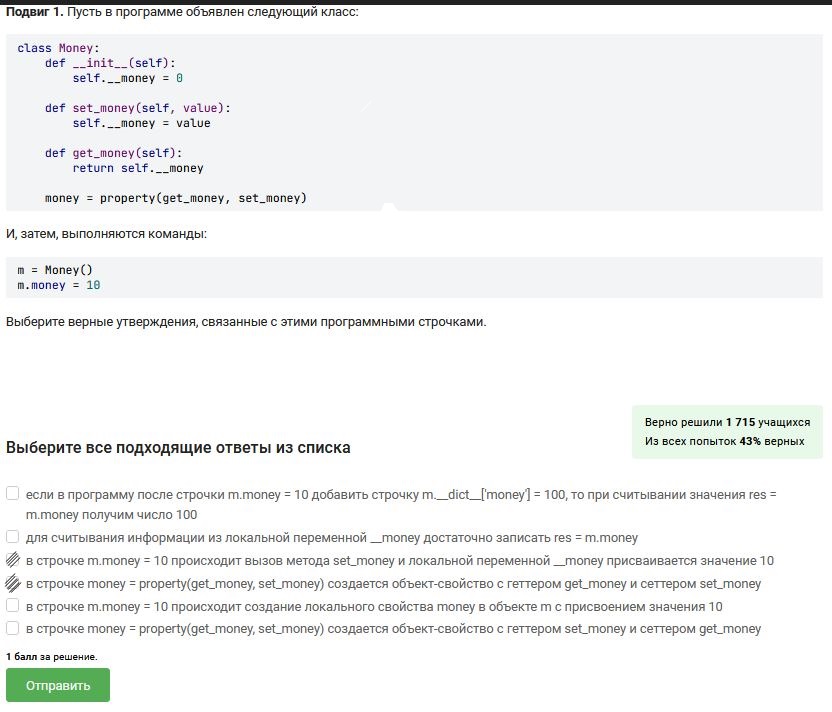 Подвиг 1. Пусть в программе объявлен следующий класс:
class Money:
    def __init__(self):
        self.__money = 0
    def set_money(self, value):
        self.__money = value
    def get_money(self):
        return self.__money
    money = property(get_money, set_money)
И, затем, выполняются команды:
m = Money()
m.money = 10
Выберите верные утверждения, связанные с этими программными строчками.
Верно решили 1 715 учащихся
Из всех попыток 43% верных
Выберите все подходящие ответы из списка
если в программу после строчки m.money = 10 добавить строчку m.__dict__['money'] = 100, то при считывании значения res =
m.money получим число 100
для считывания информации из локальной переменной __money достаточно записать res = m.money
в строчке m.money = 10 происходит вызов метода set_money и локальной переменной __money присваивается значение 10
в строчке money = property(get_money, set_money) создается объект-свойство с геттером get_money и сеттером set_money
в строчке m.money = 10 происходит создание локального свойства money в объекте m с присвоением значения 10
в строчке money = property(get_money, set_money) создается объект-свойство с геттером set_money и сеттером get_money
1 балл за решение.
Отправить